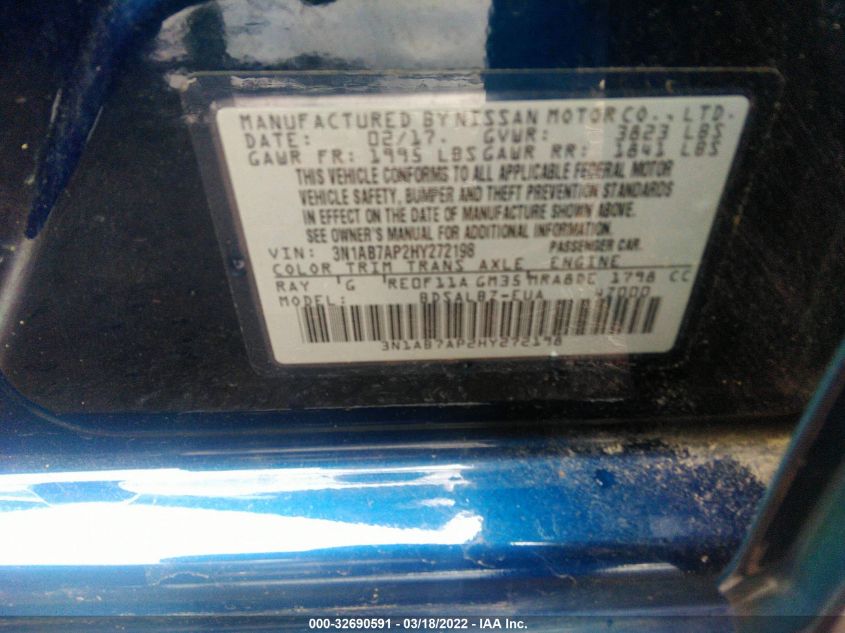 MANUFACTURED BY NISSAN MOTOR CO., LTD.
DATE: 02/17. GVWR: 3823 LBS
GAWR FR: 1995 LBS GAWR RR: 1841 LBS
THIS VEHICLE CONFORMS TO ALL APPLICABLE FEDERAL MOTOR
VEHICLE SAFETY, BUMPER AND THEFT PREVENTION STANDARDS
IN EFFECT ON THE DATE OF MANUFACTURE SHOWN ABOVE.
SEE OWNER'S MANUAL FOR ADDITIONAL INFORMATION.
VIN: 3N1AB7AP2HY272198 PASSENGER CAR.
COLOR TRIM TRANS AXLE ENGINE
RAY G RE0F11A GM35 MRA8DE 1798 CC
MODEL: BDSALBZ-EUA 47000
3N1AB7AP2HY272198
000-32690591 - 03/18/2022 - IAA Inc.